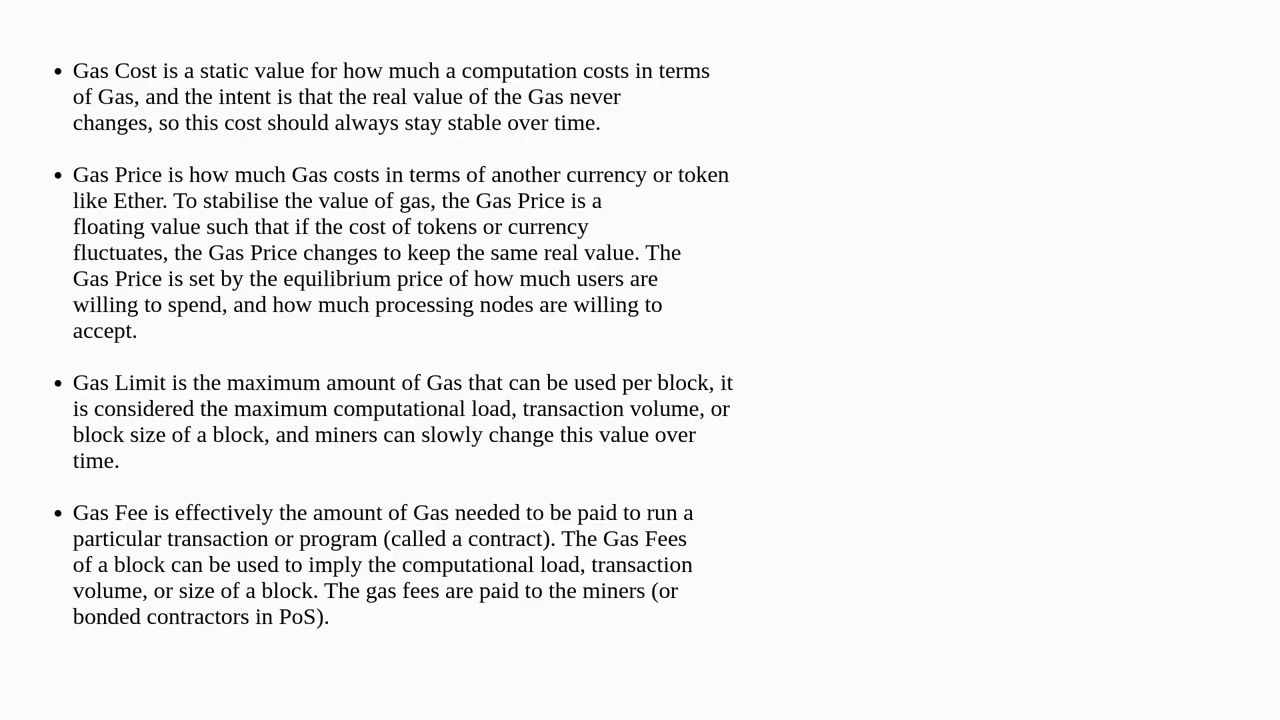 • Gas Cost is a static value for how much a computation costs in terms
of Gas, and the intent is that the real value of the Gas never
changes, so this cost should always stay stable over time.
• Gas Price is how much Gas costs in terms of another currency or token
like Ether. To stabilise the value of gas, the Gas Price is a
floating value such that if the cost of tokens or currency
fluctuates, the Gas Price changes to keep the same real value. The
Gas Price is set by the equilibrium price of how much users are
willing to spend, and how much processing nodes are willing to
accept.
• Gas Limit is the maximum amount of Gas that can be used per block, it
is considered the maximum computational load, transaction volume, or
block size of a block, and miners can slowly change this value over
time.
• Gas Fee is effectively the amount of Gas needed to be paid to run a
particular transaction or program (called a contract). The Gas Fees
of a block can be used to imply the computational load, transaction
volume, or size of a block. The gas fees are paid to the miners (or
bonded contractors in PoS).